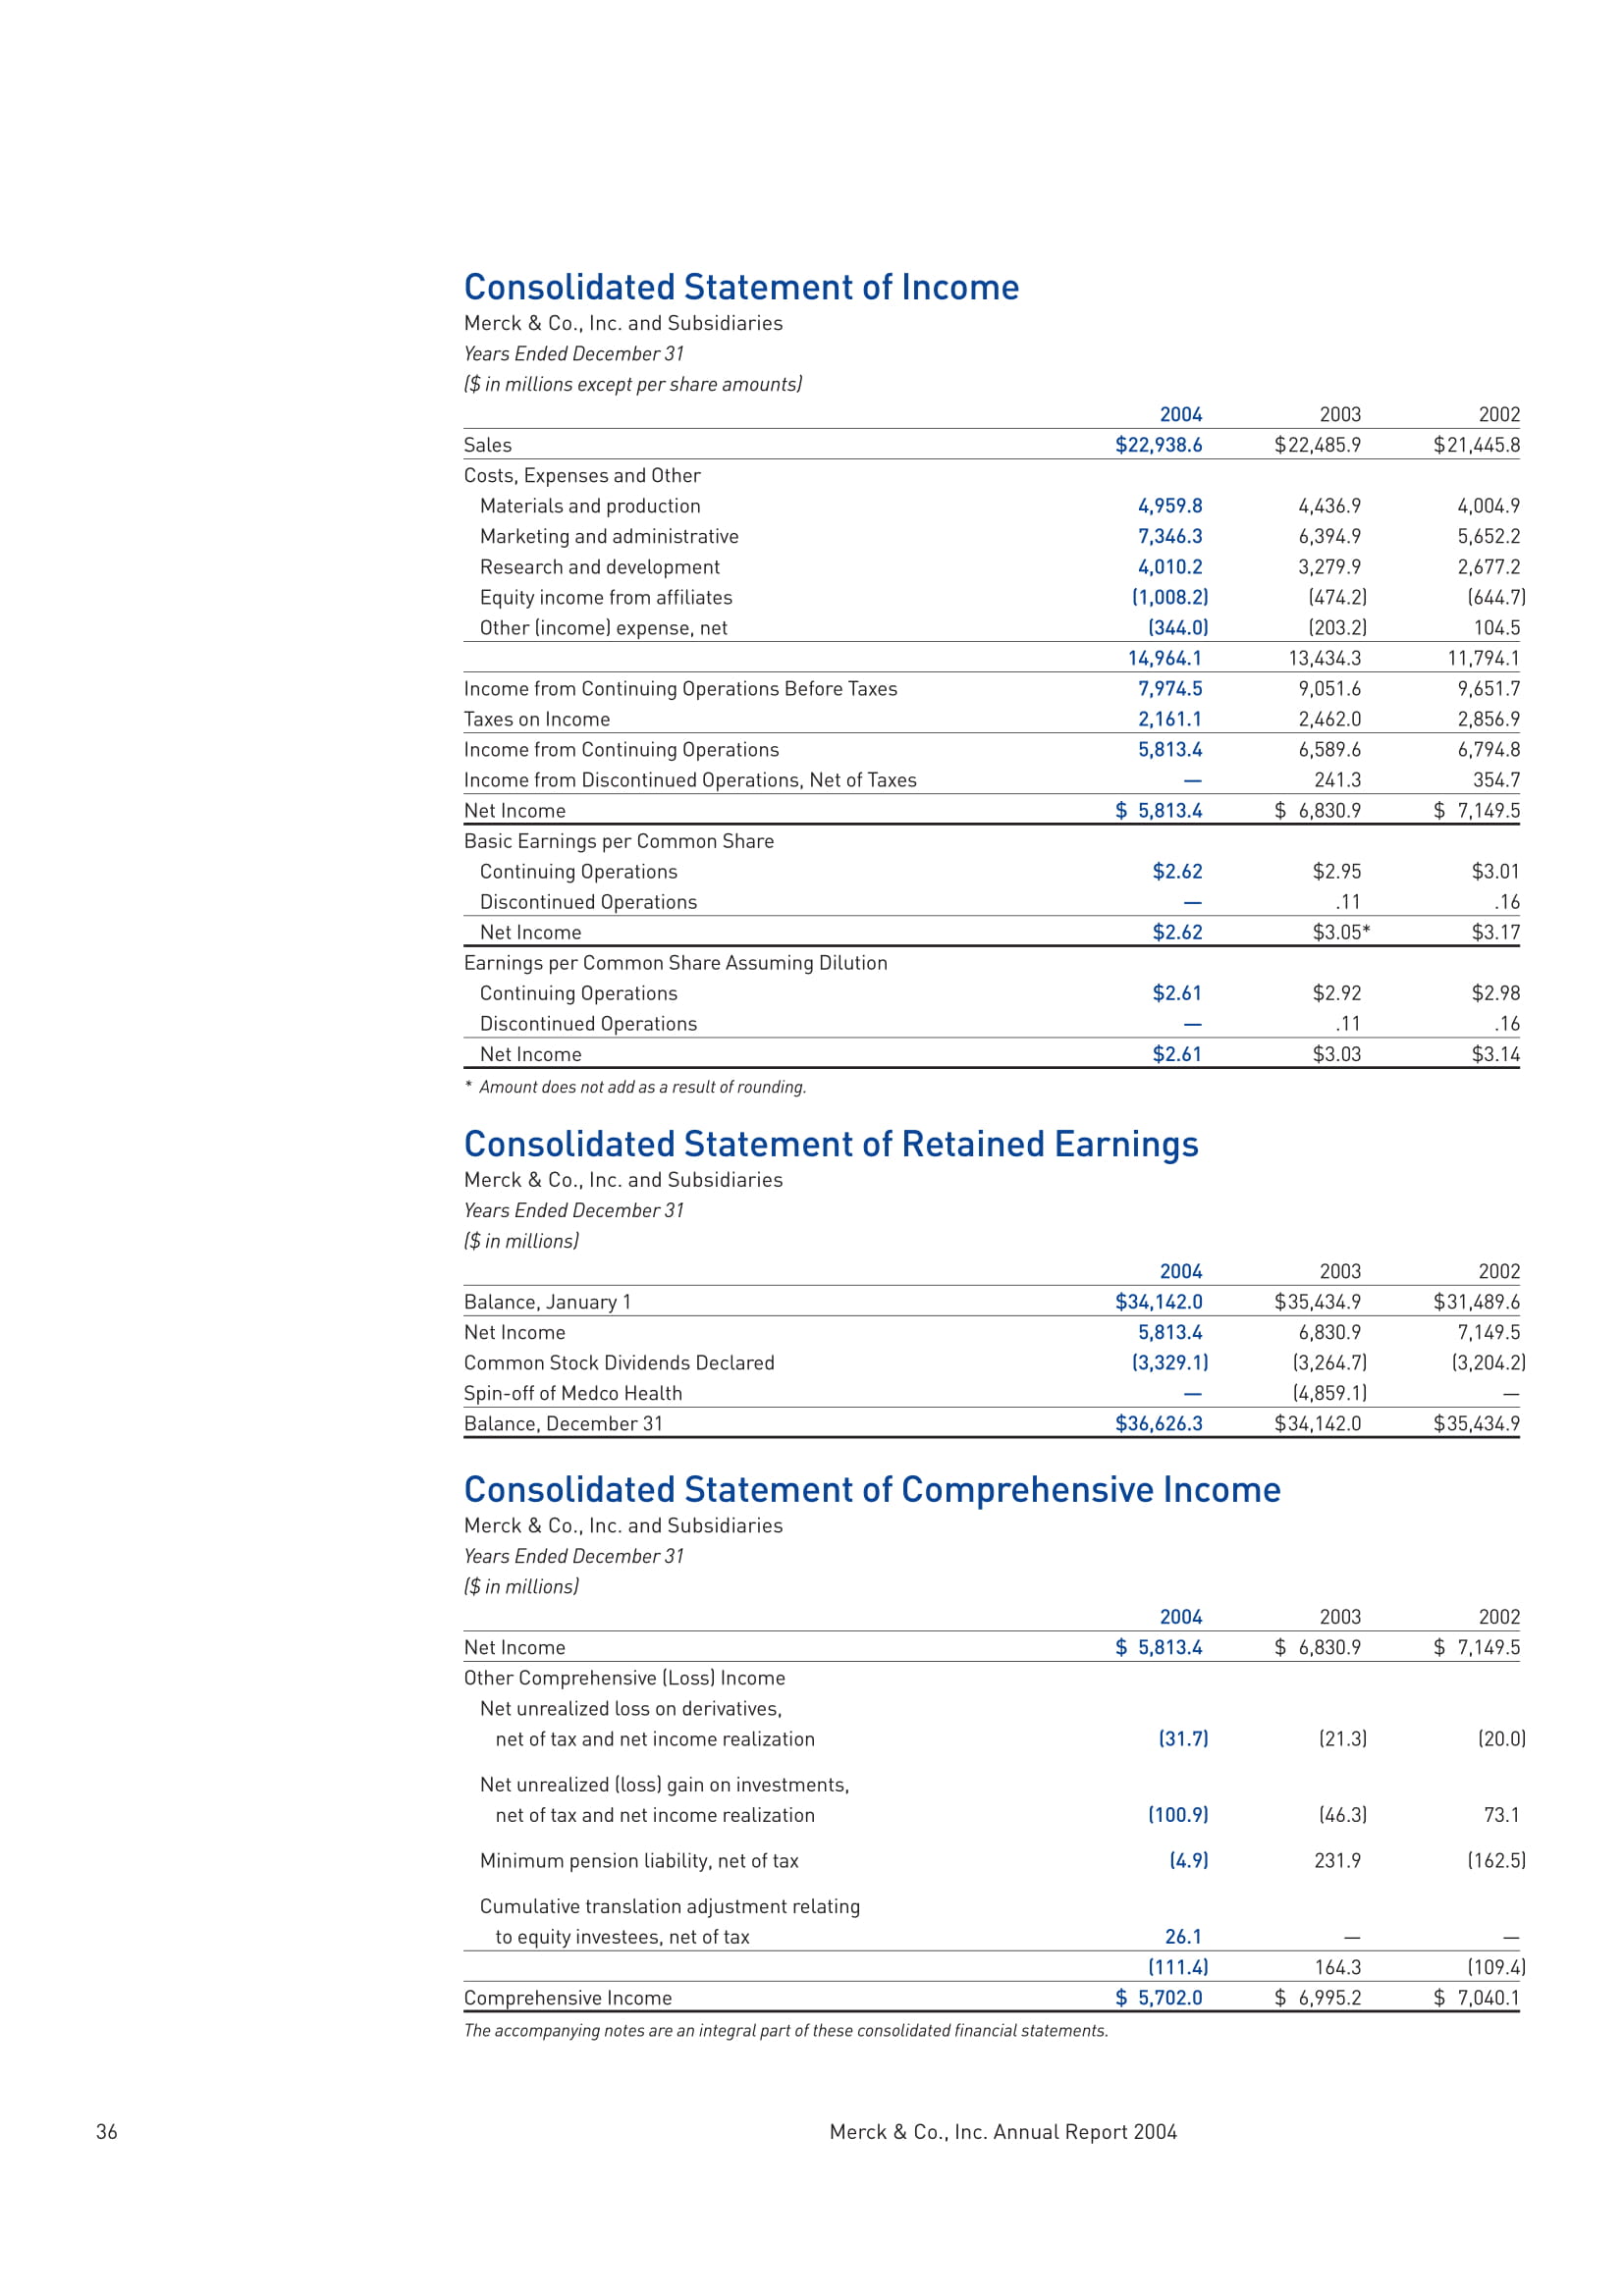 Consolidated Statement of Income
Merck & Co., Inc. and Subsidiaries
Years Ended December 31
($ in millions except per share amounts)
2004 2003 2002
Sales $22,938.6 $22,485.9 $21,445.8
Costs, Expenses and Other
Materials and production 4,959.8 4,436.9 4,004.9
Marketing and administrative 7,346.3 6,394.9 5,652.2
Research and development 4,010.2 3,279.9 2,677.2
Equity income from affiliates (1,008.2) (474.2) (644.7)
Other (income) expense, net (344.0) (203.2) 104.5
14,964.1 13,434.3 11,794.1
Income from Continuing Operations Before Taxes 7,974.5 9,051.6 9,651.7
Taxes on Income 2,161.1 2,462.0 2,856.9
Income from Continuing Operations 5,813.4 6,589.6 6,794.8
Income from Discontinued Operations, Net of Taxes — 241.3 354.7
Net Income $ 5,813.4 $ 6,830.9 $ 7,149.5
Basic Earnings per Common Share
Continuing Operations $2.62 $2.95 $3.01
Discontinued Operations — .11 .16
Net Income $2.62 $3.05* $3.17
Earnings per Common Share Assuming Dilution
Continuing Operations $2.61 $2.92 $2.98
Discontinued Operations — .11 .16
Net Income $2.61 $3.03 $3.14
* Amount does not add as a result of rounding.
Consolidated Statement of Retained Earnings
Merck & Co., Inc. and Subsidiaries
Years Ended December 31
($ in millions)
2004 2003 2002
Balance, January 1 $34,142.0 $35,434.9 $31,489.6
Net Income 5,813.4 6,830.9 7,149.5
Common Stock Dividends Declared (3,329.1) (3,264.7) (3,204.2)
Spin-off of Medco Health — (4,859.1) —
Balance, December 31 $36,626.3 $34,142.0 $35,434.9
Consolidated Statement of Comprehensive Income
Merck & Co., Inc. and Subsidiaries
Years Ended December 31
($ in millions)
2004 2003 2002
Net Income $ 5,813.4 $ 6,830.9 $ 7,149.5
Other Comprehensive (Loss) Income
Net unrealized loss on derivatives,
net of tax and net income realization (31.7) (21.3) (20.0)
Net unrealized (loss) gain on investments,
net of tax and net income realization (100.9) (46.3) 73.1
Minimum pension liability, net of tax (4.9) 231.9 (162.5)
Cumulative translation adjustment relating
to equity investees, net of tax 26.1 — —
(111.4) 164.3 (109.4)
Comprehensive Income $ 5,702.0 $ 6,995.2 $ 7,040.1
The accompanying notes are an integral part of these consolidated financial statements.
36 Merck & Co., Inc. Annual Report 2004